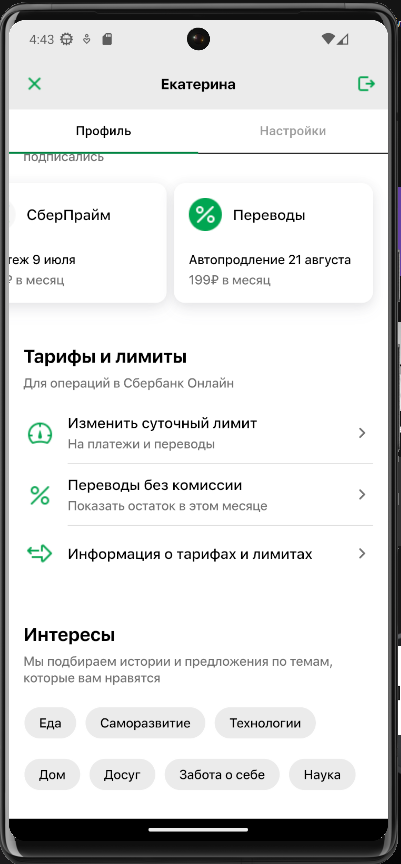 4:43
Екатерина
Профиль
Настройки
подписались
СберПрайм
Переводы
9 июля
Автопродление 21 августа
₽ в месяц
199₽ в месяц
Тарифы и лимиты
Для операций в Сбербанк Онлайн
Изменить суточный лимит
На платежи и переводы
Переводы без комиссии
Показать остаток в этом месяце
Информация о тарифах и лимитах
Интересы
Мы подбираем истории и предложения по темам,
которые вам нравятся
Еда
Саморазвитие
Технологии
Дом
Досуг
Забота о себе
Наука